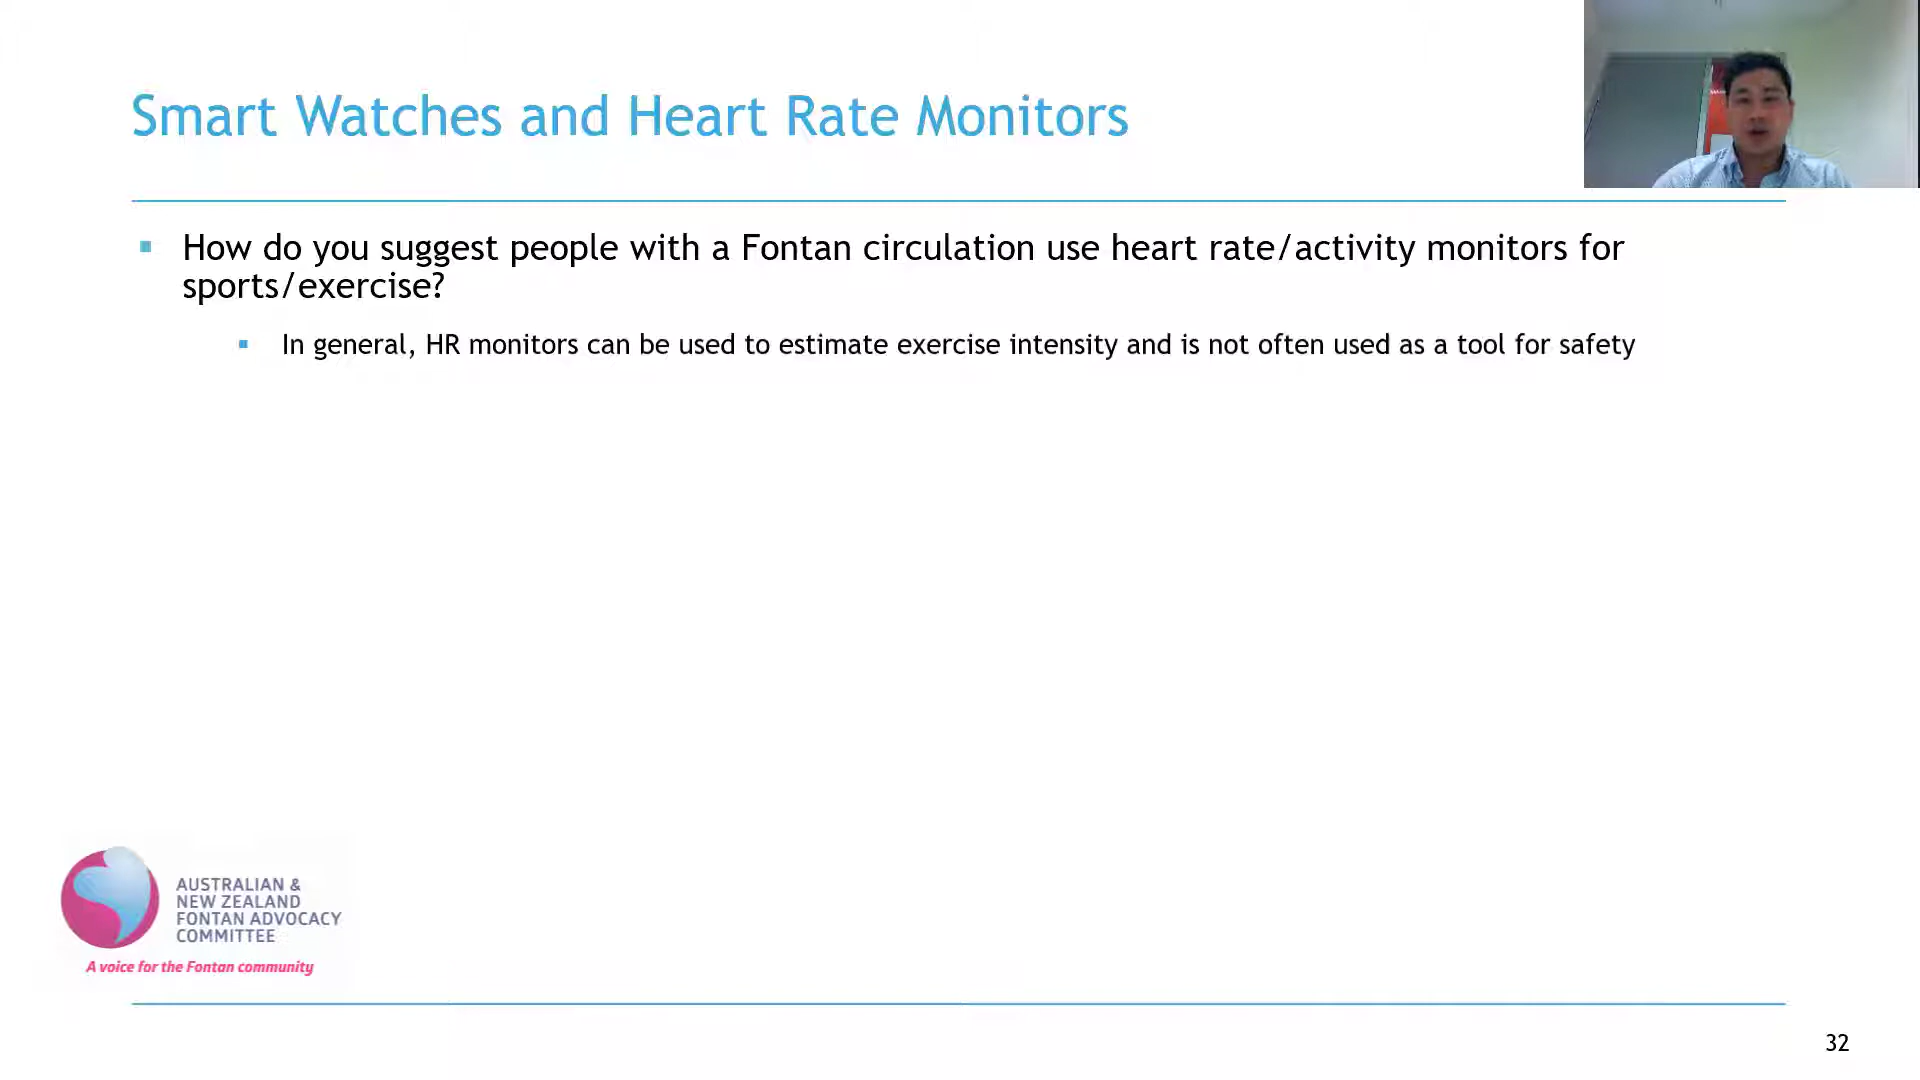 Smart Watches and Heart Rate Monitors
How do you suggest people with a Fontan circulation use heart rate/activity monitors for
sports/exercise?
In general, HR monitors can be used to estimate exercise intensity and is not often used as a tool for safety
AUSTRALIAN &
NEW ZEALAND
FONTAN ADVOCACY
COMMITTEE
A voice for the Fontan community
32